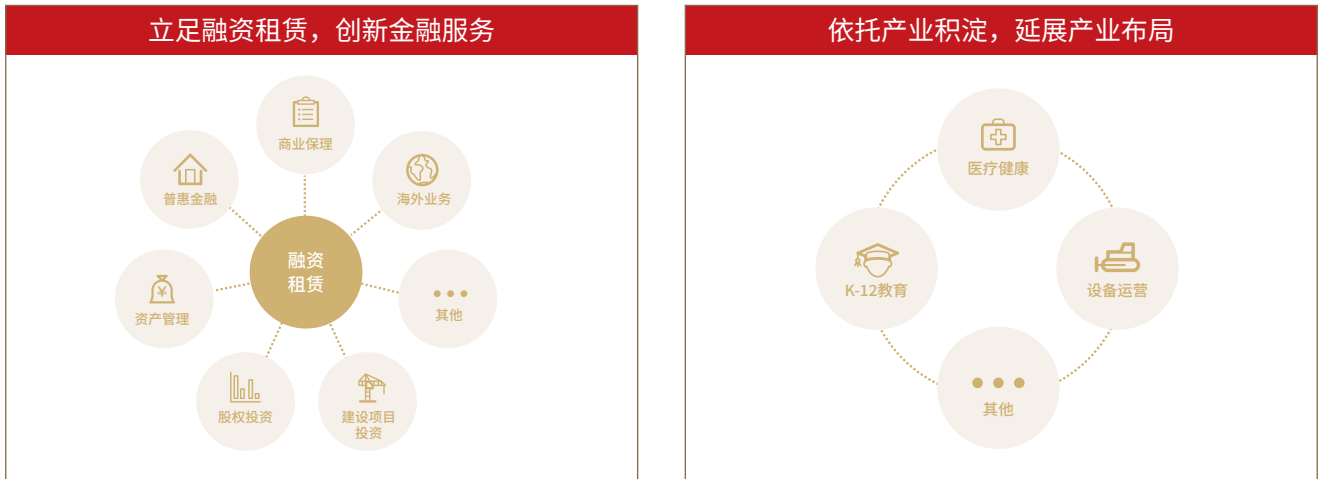 立足融资租赁，创新金融服务
商业保理
普惠金融
海外业务
融资
租赁
资产管理
¥
其他
股权投资
建设项目
投资
依托产业积淀，延展产业布局
医疗健康
K-12教育
设备运营
其他